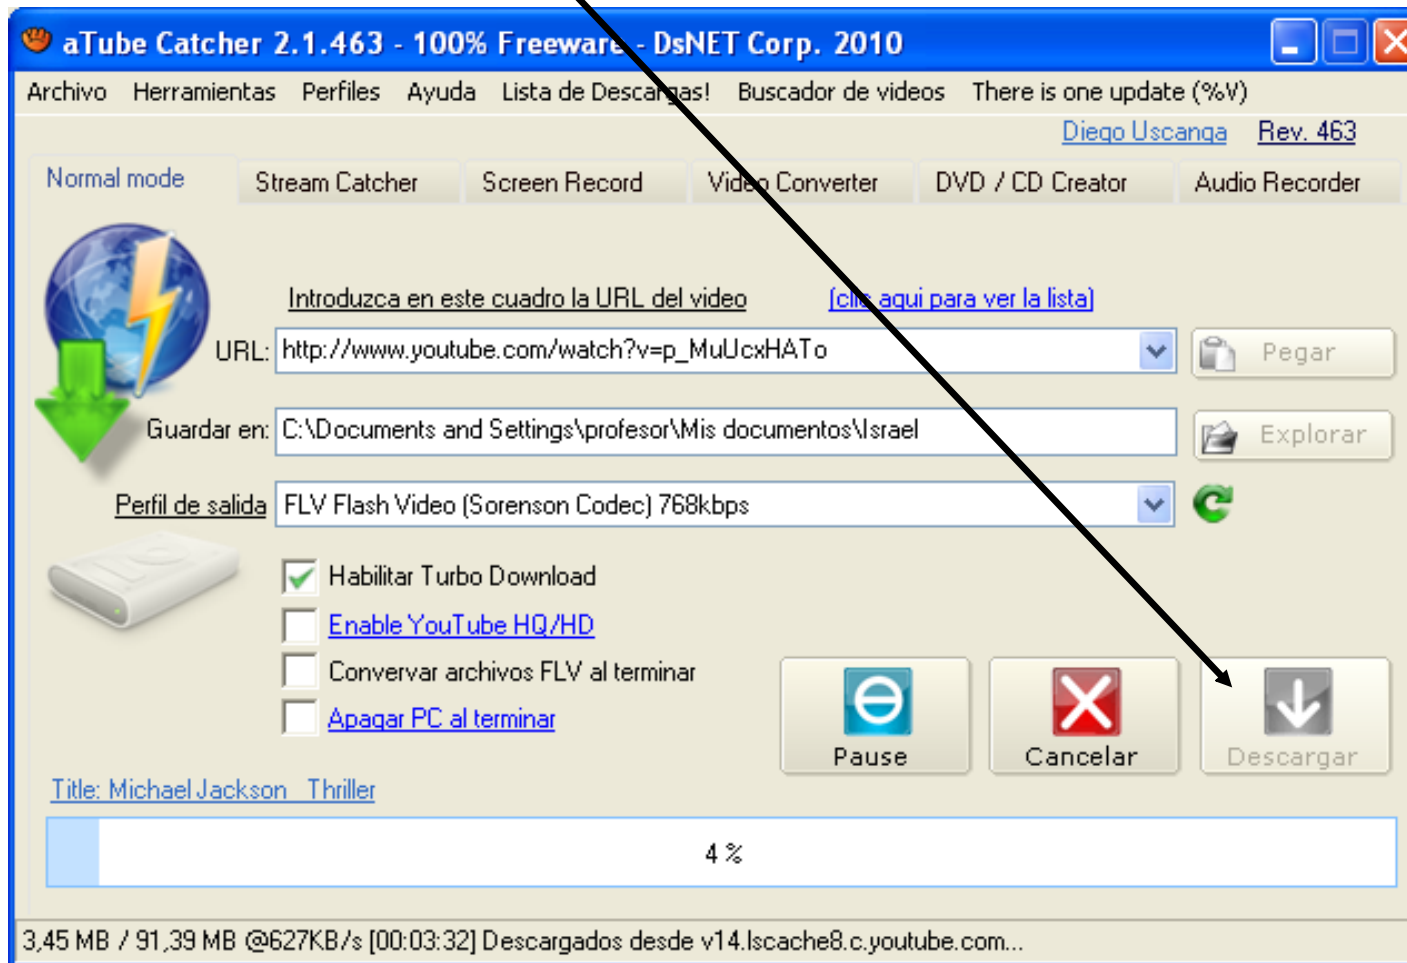 aTube Catcher 2.1.463 - 100% Freeware - DsNET Corp. 2010
Archivo Herramientas Perfiles Ayuda Lista de Descargas! Buscador de videos There is one update (%V)
Diego Uscanga Rev. 463
Normal mode Stream Catcher Screen Record Video Converter DVD / CD Creator Audio Recorder
Introduzca en este cuadro la URL del video (clic aqui para ver la lista)
URL: http://www.youtube.com/watch?v=p_MuUcxHATo Pegar
Guardar en: C:\Documents and Settings\profesor\Mis documentos\Israel Explorar
Perfil de salida FLV Flash Video (Sorenson Codec) 768kbps
Habilitar Turbo Download
Enable YouTube HQ/HD
Convervar archivos FLV al terminar
Apagar PC al terminar
Pause Cancelar Descargar
Title: Michael Jackson Thriller
4 %
3,45 MB / 91,39 MB @627KB/s [00:03:32] Descargados desde v14.lscache8.c.youtube.com...